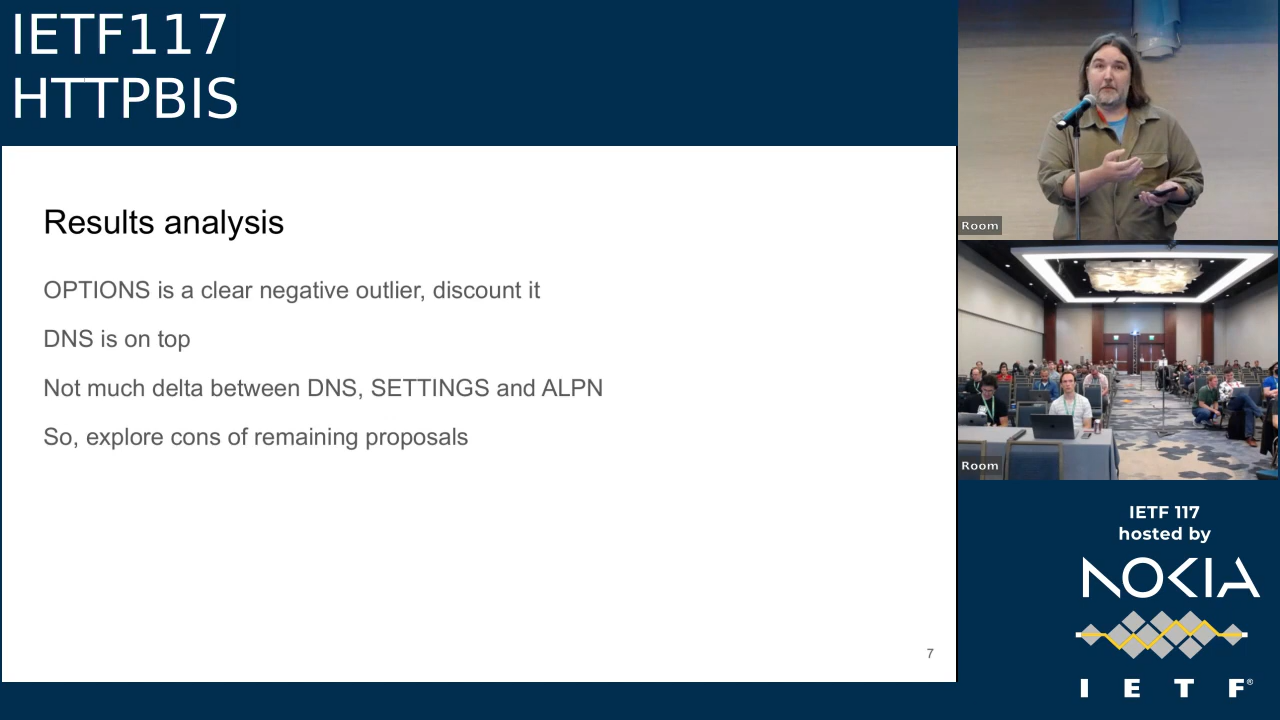 IETF117
HTTPBIS
Results analysis
OPTIONS is a clear negative outlier, discount it
DNS is on top
Not much delta between DNS, SETTINGS and ALPN
So, explore cons of remaining proposals
7
Room
Room
IETF 117
hosted by
NOKIA
I E T F®